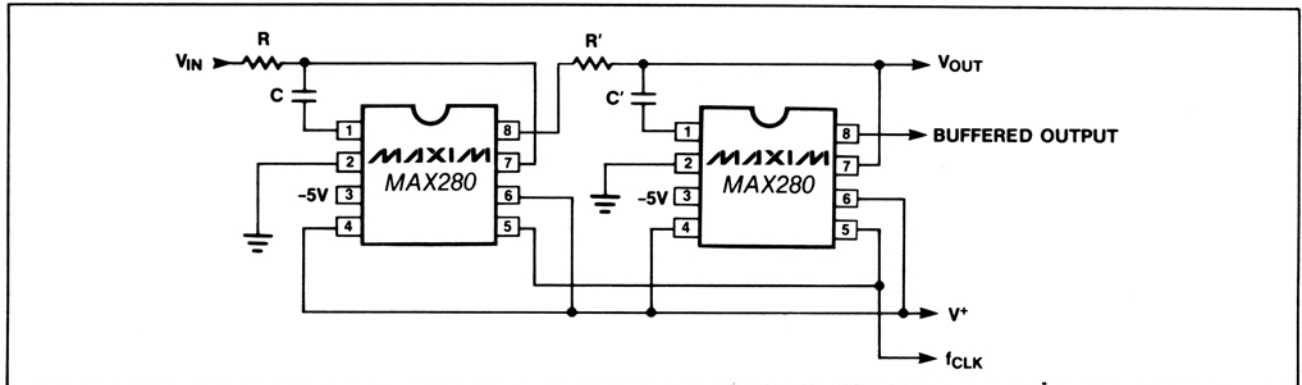 R
R'
VIN
VOUT
C
C'
1
8
1
8
BUFFERED OUTPUT
2
MAXIM
7
2
MAXIM
7
MAX280
MAX280
-5V
3
6
-5V
3
6
4
5
4
5
V+
fCLK